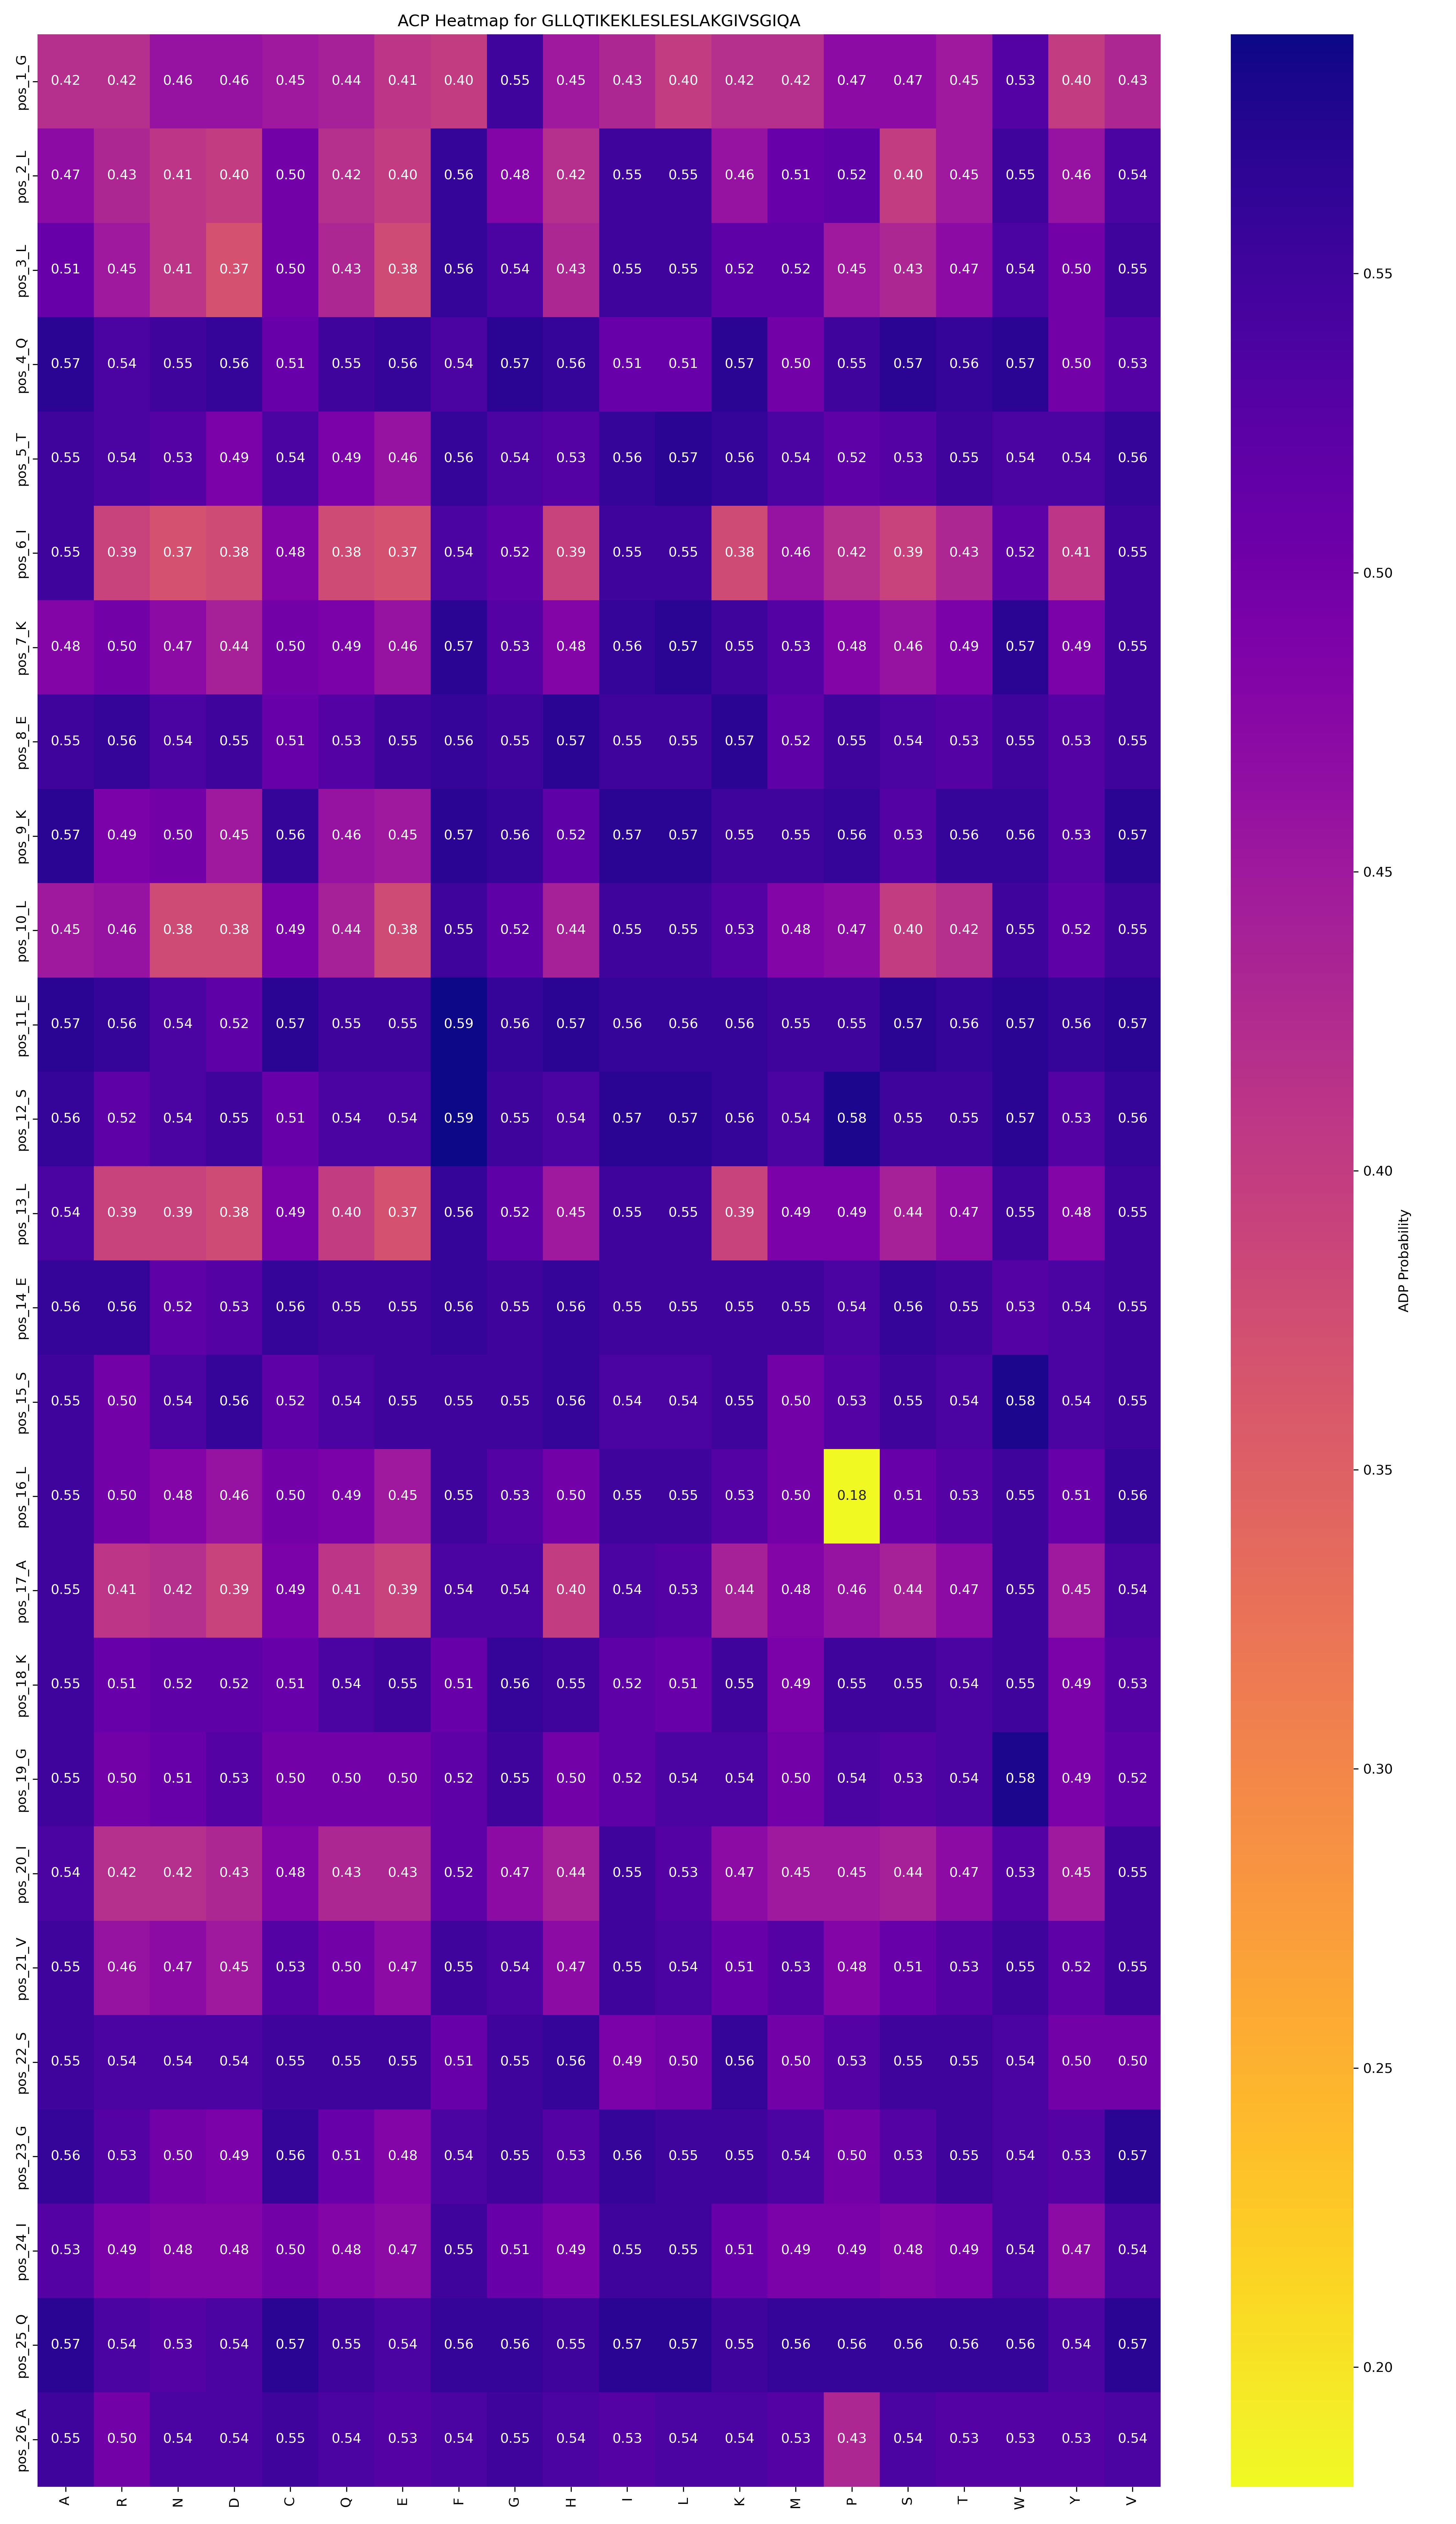 ACP Heatmap for GLLQTIKEKLESLESLAKGIVSGIQA
pos_1_G 0.42 0.42 0.46 0.46 0.45 0.44 0.41 0.40 0.55 0.45 0.43 0.40 0.42 0.42 0.47 0.47 0.45 0.53 0.40 0.43
pos_2_L 0.47 0.43 0.41 0.40 0.50 0.42 0.40 0.56 0.48 0.42 0.55 0.55 0.46 0.51 0.52 0.40 0.45 0.55 0.46 0.54
pos_3_L 0.51 0.45 0.41 0.37 0.50 0.43 0.38 0.56 0.54 0.43 0.55 0.55 0.52 0.52 0.45 0.43 0.47 0.54 0.50 0.55
pos_4_Q 0.57 0.54 0.55 0.56 0.51 0.55 0.56 0.54 0.57 0.56 0.51 0.51 0.57 0.50 0.55 0.57 0.56 0.57 0.50 0.53
pos_5_T 0.55 0.54 0.53 0.49 0.54 0.49 0.46 0.56 0.54 0.53 0.56 0.57 0.56 0.54 0.52 0.53 0.55 0.54 0.54 0.56
pos_6_I 0.55 0.39 0.37 0.38 0.48 0.38 0.37 0.54 0.52 0.39 0.55 0.55 0.38 0.46 0.42 0.39 0.43 0.52 0.41 0.55
pos_7_K 0.48 0.50 0.47 0.44 0.50 0.49 0.46 0.57 0.53 0.48 0.56 0.57 0.55 0.53 0.48 0.46 0.49 0.57 0.49 0.55
pos_8_E 0.55 0.56 0.54 0.55 0.51 0.53 0.55 0.56 0.55 0.57 0.55 0.55 0.57 0.52 0.55 0.54 0.53 0.55 0.53 0.55
pos_9_K 0.57 0.49 0.50 0.45 0.56 0.46 0.45 0.57 0.56 0.52 0.57 0.57 0.55 0.55 0.56 0.53 0.56 0.56 0.53 0.57
pos_10_L 0.45 0.46 0.38 0.38 0.49 0.44 0.38 0.55 0.52 0.44 0.55 0.55 0.53 0.48 0.47 0.40 0.42 0.55 0.52 0.55
pos_11_E 0.57 0.56 0.54 0.52 0.57 0.55 0.55 0.59 0.56 0.57 0.56 0.56 0.56 0.55 0.55 0.57 0.56 0.57 0.56 0.57
pos_12_S 0.56 0.52 0.54 0.55 0.51 0.54 0.54 0.59 0.55 0.54 0.57 0.57 0.56 0.54 0.58 0.55 0.55 0.57 0.53 0.56
pos_13_L 0.54 0.39 0.39 0.38 0.49 0.40 0.37 0.56 0.52 0.45 0.55 0.55 0.39 0.49 0.49 0.44 0.47 0.55 0.48 0.55
pos_14_E 0.56 0.56 0.52 0.53 0.56 0.55 0.55 0.56 0.55 0.56 0.55 0.55 0.55 0.55 0.54 0.56 0.55 0.53 0.54 0.55
pos_15_S 0.55 0.50 0.54 0.56 0.52 0.54 0.55 0.55 0.55 0.56 0.54 0.54 0.55 0.50 0.53 0.55 0.54 0.58 0.54 0.55
pos_16_L 0.55 0.50 0.48 0.46 0.50 0.49 0.45 0.55 0.53 0.50 0.55 0.55 0.53 0.50 0.18 0.51 0.53 0.55 0.51 0.56
pos_17_A 0.55 0.41 0.42 0.39 0.49 0.41 0.39 0.54 0.54 0.40 0.54 0.53 0.44 0.48 0.46 0.44 0.47 0.55 0.45 0.54
pos_18_K 0.55 0.51 0.52 0.52 0.51 0.54 0.55 0.51 0.56 0.55 0.52 0.51 0.55 0.49 0.55 0.55 0.54 0.55 0.49 0.53
pos_19_G 0.55 0.50 0.51 0.53 0.50 0.50 0.50 0.52 0.55 0.50 0.52 0.54 0.54 0.50 0.54 0.53 0.54 0.58 0.49 0.52
pos_20_I 0.54 0.42 0.42 0.43 0.48 0.43 0.43 0.52 0.47 0.44 0.55 0.53 0.47 0.45 0.45 0.44 0.47 0.53 0.45 0.55
pos_21_V 0.55 0.46 0.47 0.45 0.53 0.50 0.47 0.55 0.54 0.47 0.55 0.54 0.51 0.53 0.48 0.51 0.53 0.55 0.52 0.55
pos_22_S 0.55 0.54 0.54 0.54 0.55 0.55 0.55 0.51 0.55 0.56 0.49 0.50 0.56 0.50 0.53 0.55 0.55 0.54 0.50 0.50
pos_23_G 0.56 0.53 0.50 0.49 0.56 0.51 0.48 0.54 0.55 0.53 0.56 0.55 0.55 0.54 0.50 0.53 0.55 0.54 0.53 0.57
pos_24_I 0.53 0.49 0.48 0.48 0.50 0.48 0.47 0.55 0.51 0.49 0.55 0.55 0.51 0.49 0.49 0.48 0.49 0.54 0.47 0.54
pos_25_Q 0.57 0.54 0.53 0.54 0.57 0.55 0.54 0.56 0.56 0.55 0.57 0.57 0.55 0.56 0.56 0.56 0.56 0.56 0.54 0.57
pos_26_A 0.55 0.50 0.54 0.54 0.55 0.54 0.53 0.54 0.55 0.54 0.53 0.54 0.54 0.53 0.43 0.54 0.53 0.53 0.53 0.54
A R N D C Q E F G H I L K M P S T W Y V
0.55
0.50
0.45
0.40
0.35
0.30
0.25
0.20
ADP Probability